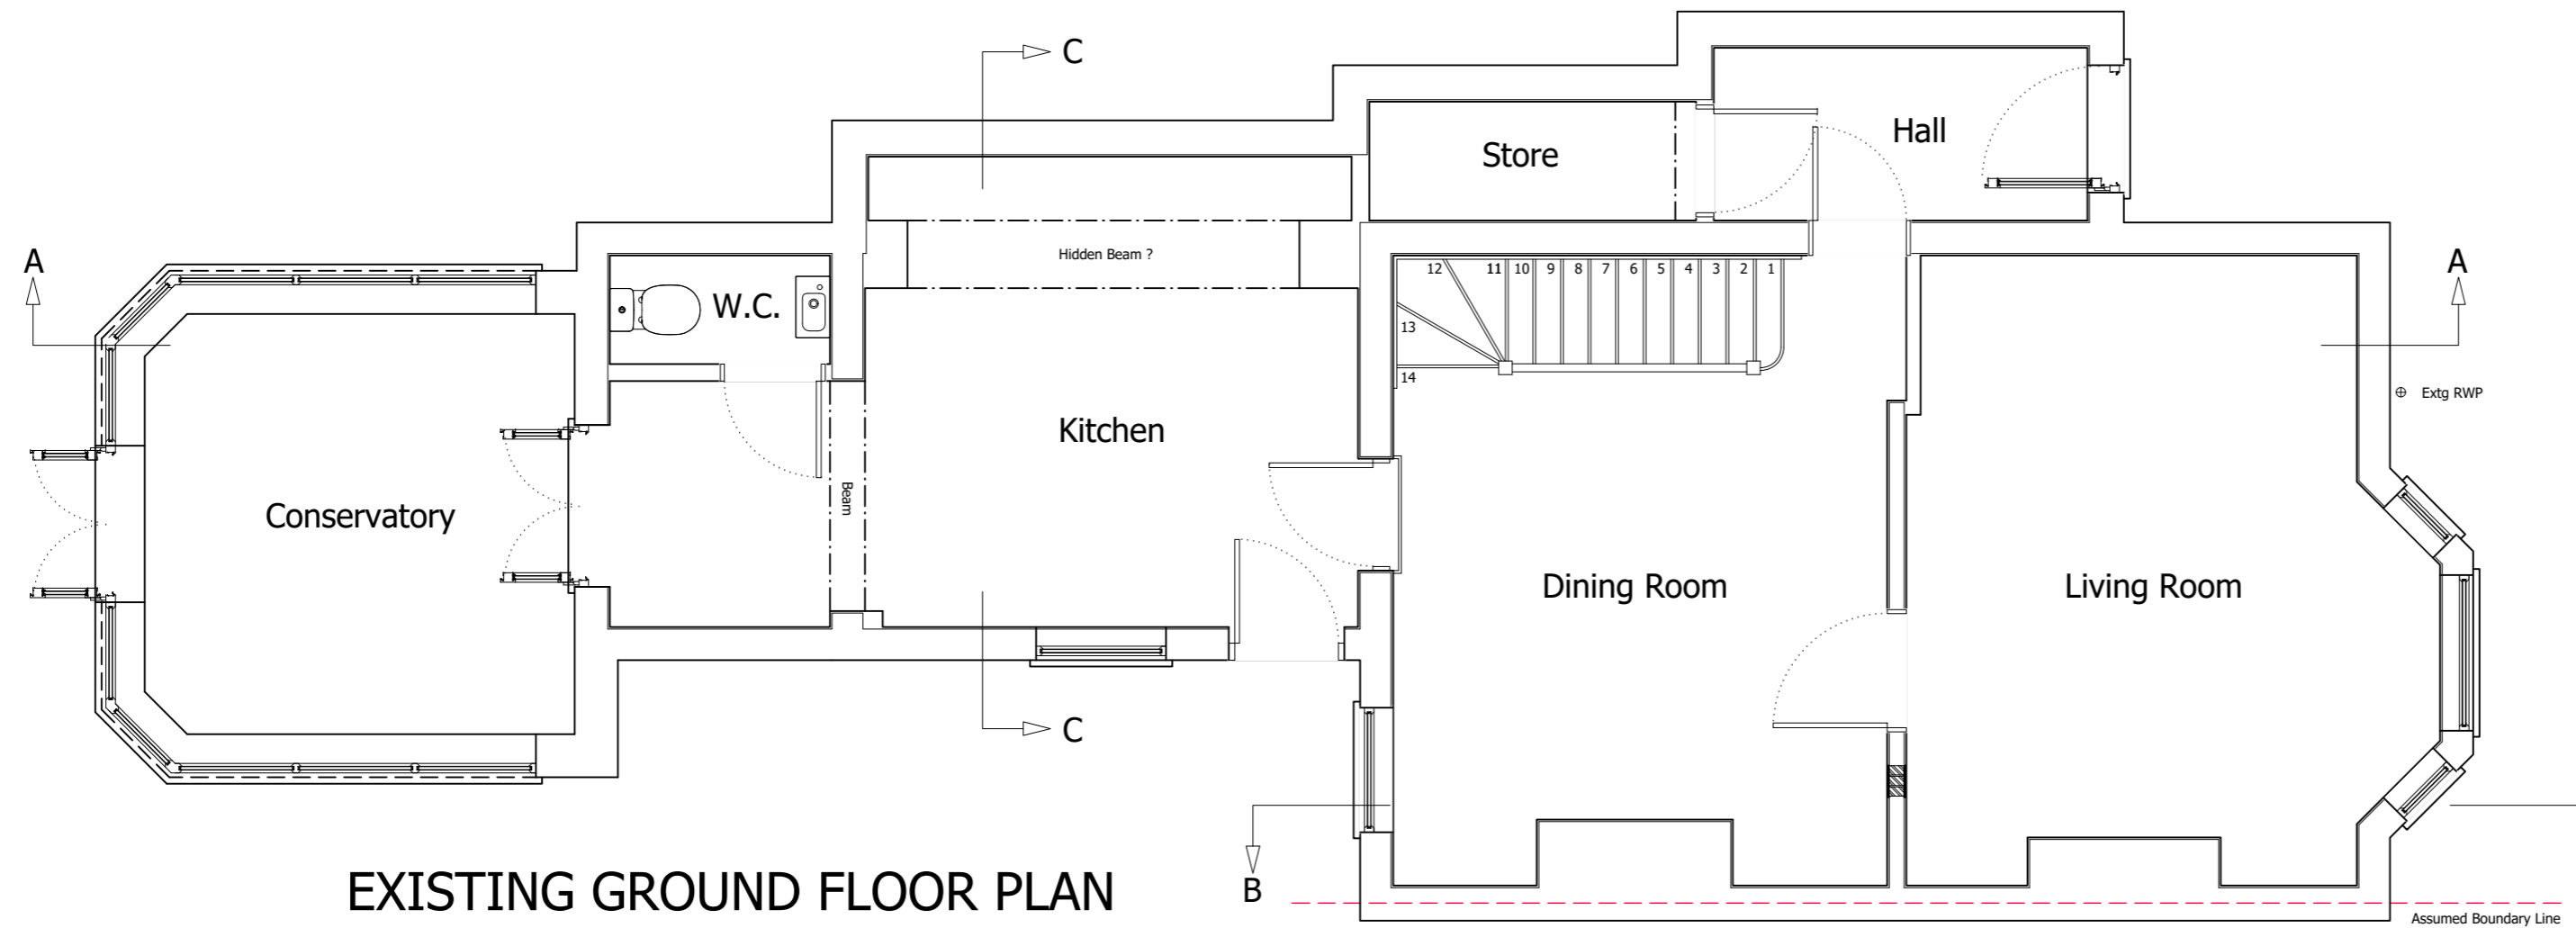 C
Hall
Store
A
Hidden Beam ?
A
12 11 10 9 8 7 6 5 4 3 2 1
W.C.
13
14
Extg RWP
Kitchen
Beam
Conservatory
Dining Room
Living Room
C
B
EXISTING GROUND FLOOR PLAN
Assumed Boundary Line